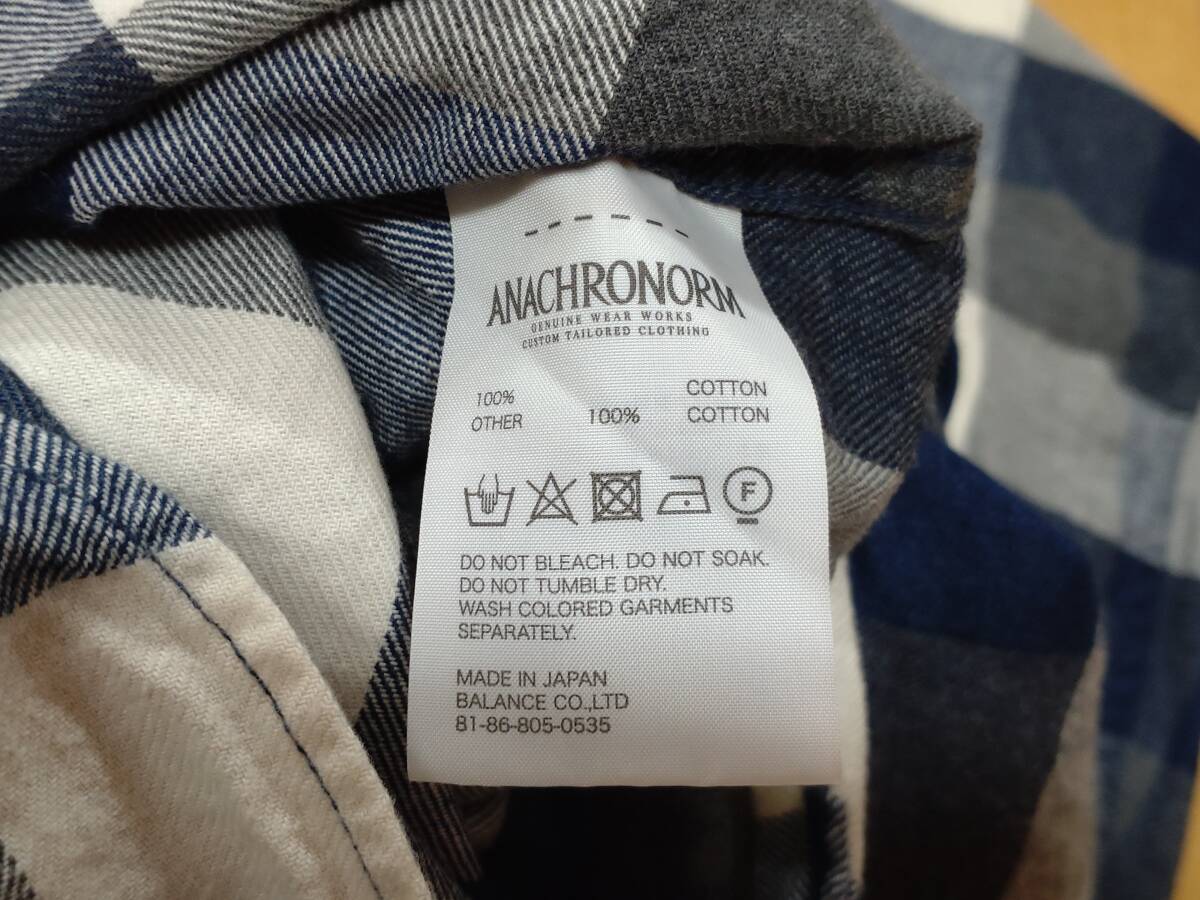 ANACHRONORM
GENUINE WEAR WORKS
CUSTOM TAILORED CLOTHING
100% COTTON
OTHER 100% COTTON
F
DO NOT BLEACH. DO NOT SOAK.
DO NOT TUMBLE DRY.
WASH COLORED GARMENTS
SEPARATELY.
MADE IN JAPAN
BALANCE CO.,LTD
81-86-805-0535